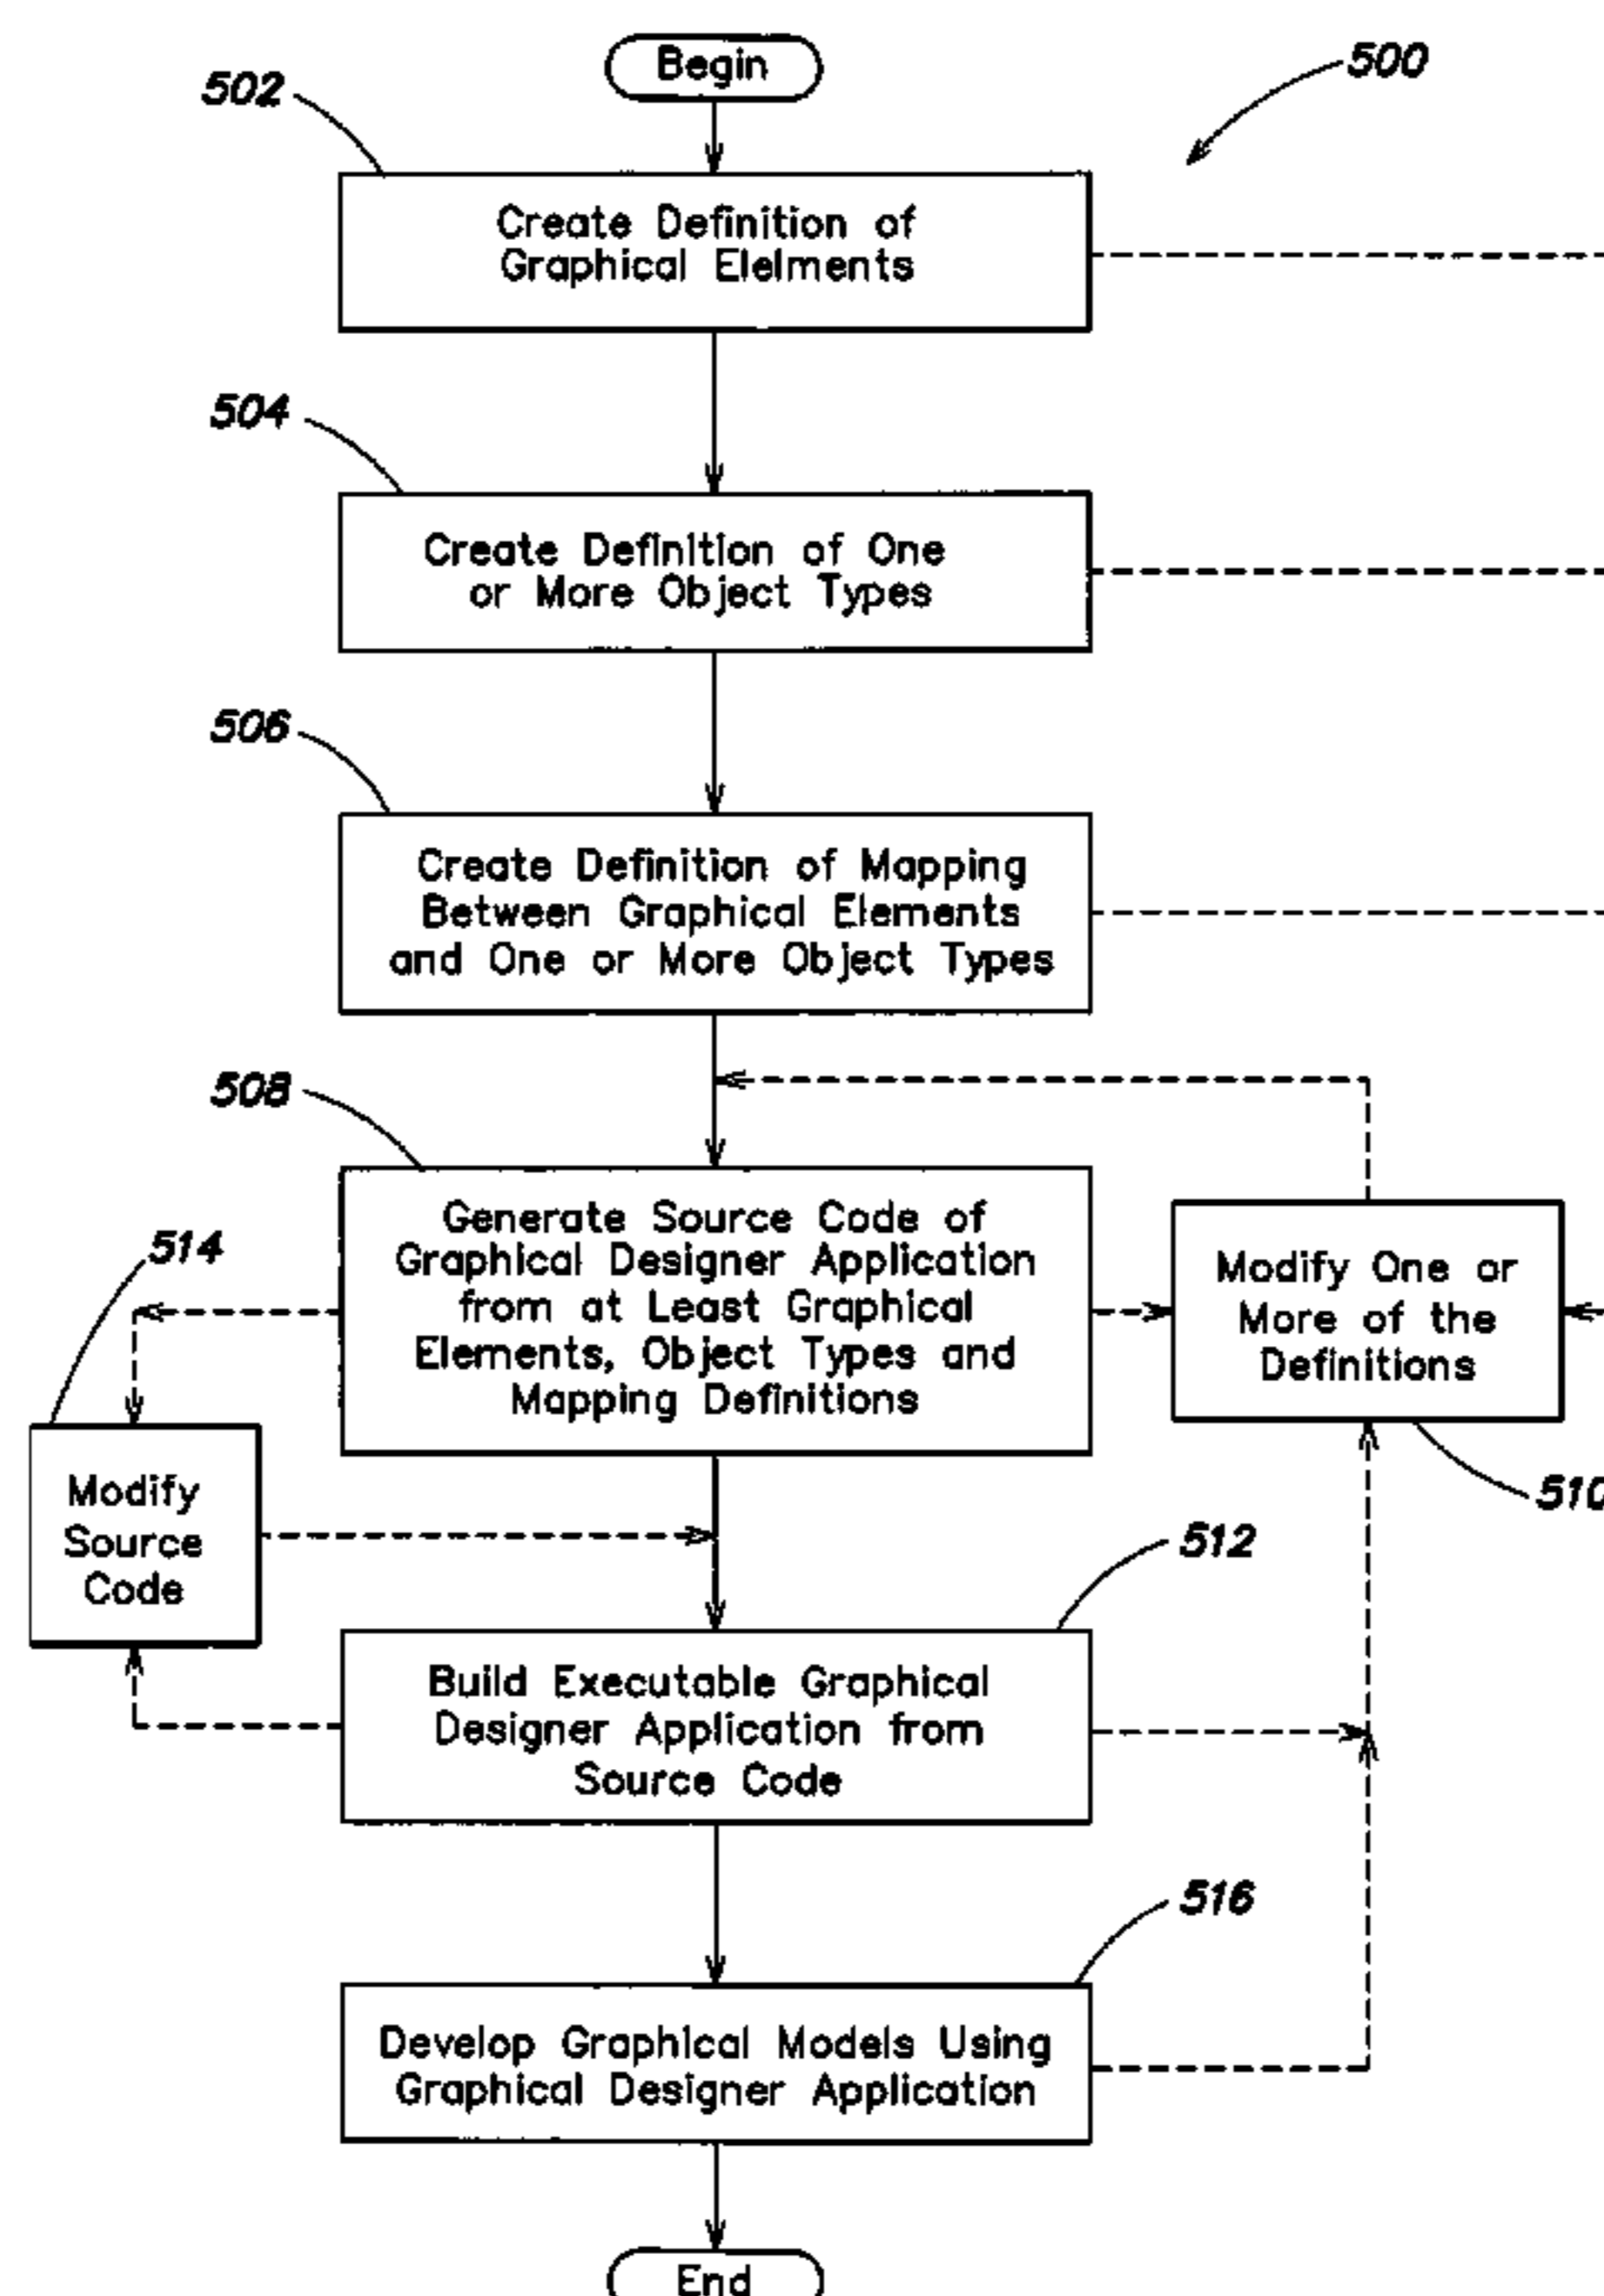 Begin
500
502
Create Definition of
Graphical Elelments
504
Create Definition of One
or More Object Types
506
Create Definition of Mapping
Between Graphical Elements
and One or More Object Types
508
Generate Source Code of
Graphical Designer Application
from at Least Graphical
Elements, Object Types and
Mapping Definitions
514
Modify
Source
Code
Modify One or
More of the
Definitions
510
512
Build Executable Graphical
Designer Application from
Source Code
516
Develop Graphical Models Using
Graphical Designer Application
End